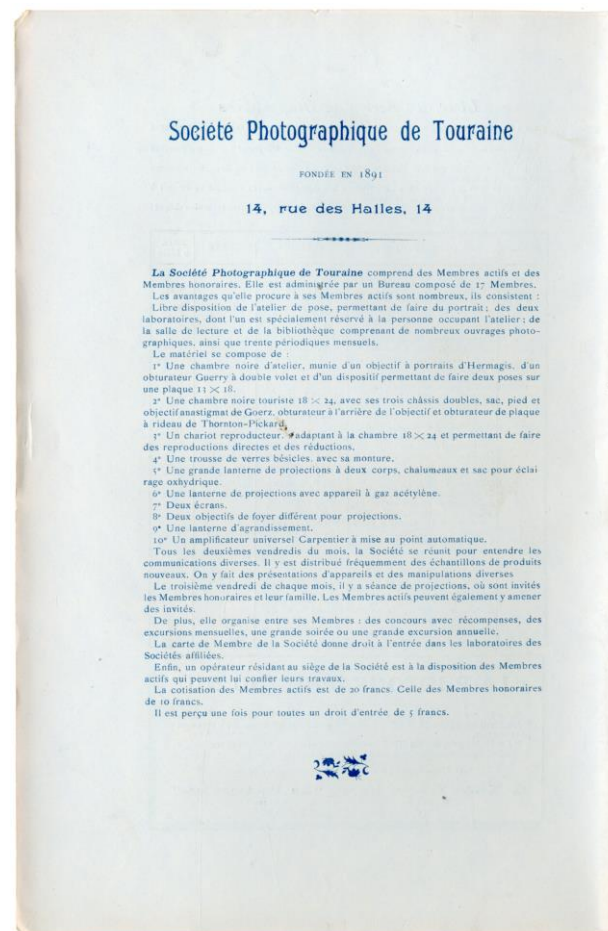 Société Photographique de Touraine
FONDÉE EN 1891
14, rue des Halles, 14
La Société Photographique de Touraine comprend des Membres actifs et des
Membres honoraires. Elle est administrée par un Bureau composé de 17 Membres.
Les avantages qu'elle procure à ses Membres actifs sont nombreux, ils consistent :
Libre disposition de l'atelier de pose, permettant de faire du portrait ; des deux
laboratoires, dont l'un est spécialement réservé à la personne occupant l'atelier ; de
la salle de lecture et de la bibliothèque comprenant de nombreux ouvrages photo-
graphiques, ainsi que trente périodiques mensuels.
Le matériel se compose de :
1° Une chambre noire d'atelier, munie d'un objectif à portraits d'Hermagis, d'un
obturateur Guerry à double volet et d'un dispositif permettant de faire deux poses sur
une plaque 13 × 18.
2° Une chambre noire touriste 18 × 24, avec ses trois châssis doubles, sac, pied et
objectif anastigmat de Goerz, obturateur à l'arrière de l'objectif et obturateur de plaque
à rideau de Thornton-Pickard.
3° Un chariot reproducteur, s'adaptant à la chambre 18 × 24 et permettant de faire
des reproductions directes et des réductions.
4° Une trousse de verres bésicles, avec sa monture.
5° Une grande lanterne de projections à deux corps, chalumeaux et sac pour éclai
rage oxhydrique.
6° Une lanterne de projections avec appareil à gaz acétylène.
7° Deux écrans.
8° Deux objectifs de foyer différent pour projections.
9° Une lanterne d'agrandissement.
10° Un amplificateur universel Carpentier à mise au point automatique.
Tous les deuxièmes vendredis du mois, la Société se réunit pour entendre les
communications diverses. Il y est distribué fréquemment des échantillons de produits
nouveaux. On y fait des présentations d'appareils et des manipulations diverses
Le troisième vendredi de chaque mois, il y a séance de projections, où sont invités
les Membres honoraires et leur famille. Les Membres actifs peuvent également y amener
des invités.
De plus, elle organise entre ses Membres : des concours avec récompenses, des
excursions mensuelles, une grande soirée ou une grande excursion annuelle.
La carte de Membre de la Société donne droit à l'entrée dans les laboratoires des
Sociétés affiliées.
Enfin, un opérateur résidant au siège de la Société est à la disposition des Membres
actifs qui peuvent lui confier leurs travaux.
La cotisation des Membres actifs est de 20 francs. Celle des Membres honoraires
de 10 francs.
Il est perçu une fois pour toutes un droit d'entrée de 5 francs.